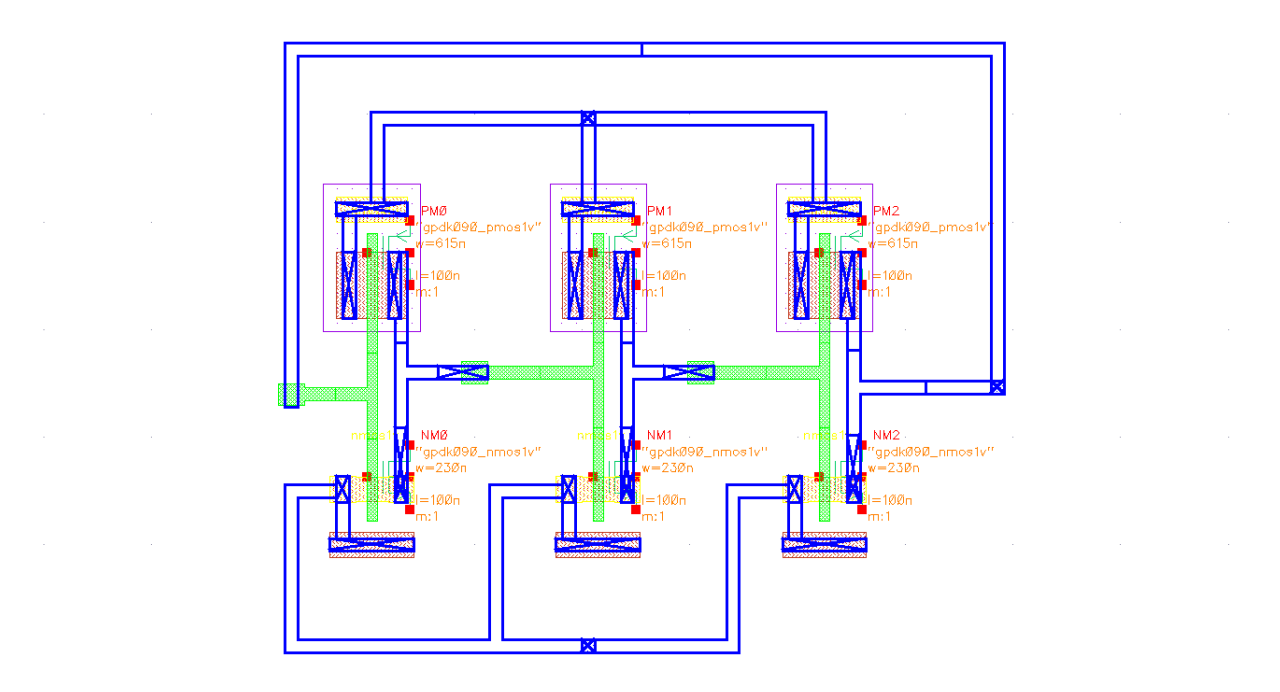 PM0
"gpdk090_pmos1v"
w=615n
l=100n
m:1
PM1
"gpdk090_pmos1v"
w=615n
l=100n
m:1
PM2
"gpdk090_pmos1v"
w=615n
l=100n
m:1
NM0
"gpdk090_nmos1v"
w=230n
l=100n
m:1
NM1
"gpdk090_nmos1v"
w=230n
l=100n
m:1
NM2
"gpdk090_nmos1v"
w=230n
l=100n
m:1